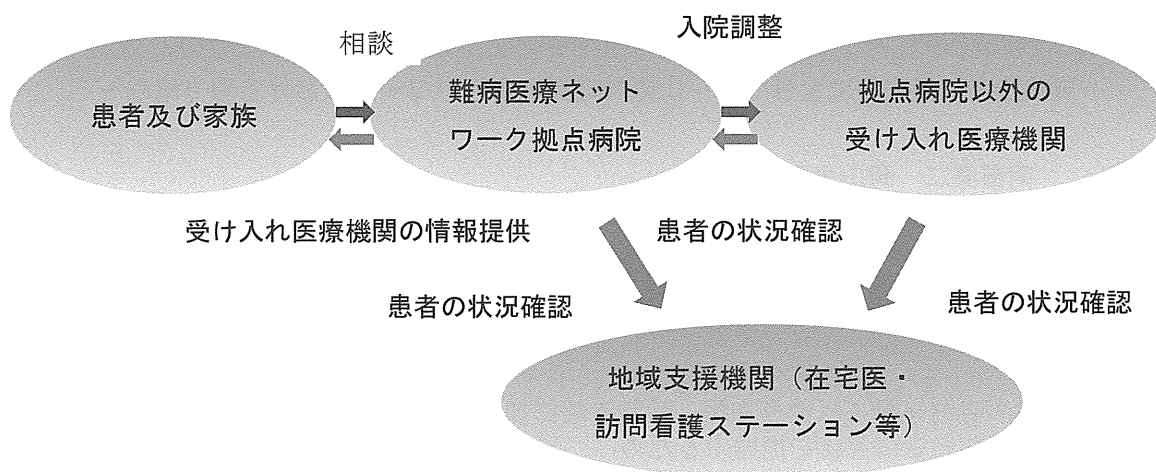 相談
入院調整
患者及び家族
難病医療ネット
ワーク拠点病院
拠点病院以外の
受け入れ医療機関
受け入れ医療機関の情報提供
患者の状況確認
患者の状況確認
患者の状況確認
地域支援機関（在宅医・
訪問看護ステーション等）